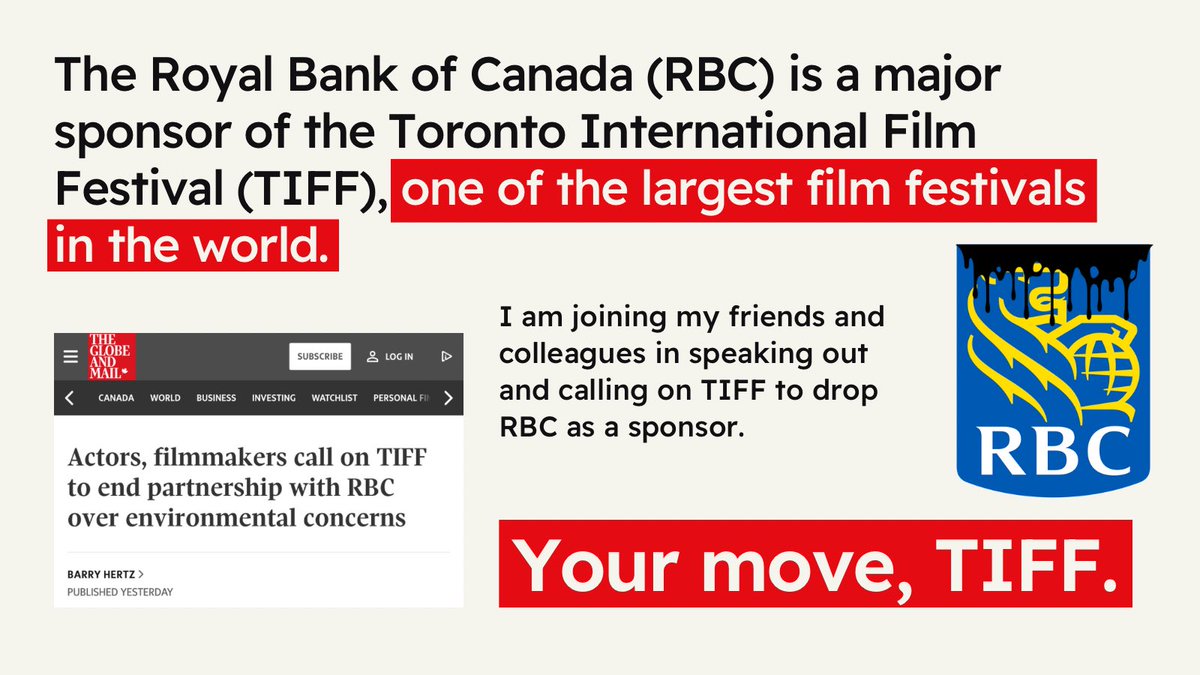 The Royal Bank of Canada (RBC) is a major
sponsor of the Toronto International Film
Festival (TIFF), one of the largest film festivals
in the world.
I am joining my friends and
colleagues in speaking out
and calling on TIFF to drop
RBC as a sponsor.
RBC
THE
GLOBE
AND
MAIL
SUBSCRIBE
LOG IN
CANADA WORLD BUSINESS INVESTING WATCHLIST PERSONAL FIN
Actors, filmmakers call on TIFF
to end partnership with RBC
over environmental concerns
BARRY HERTZ
PUBLISHED YESTERDAY
Your move, TIFF.